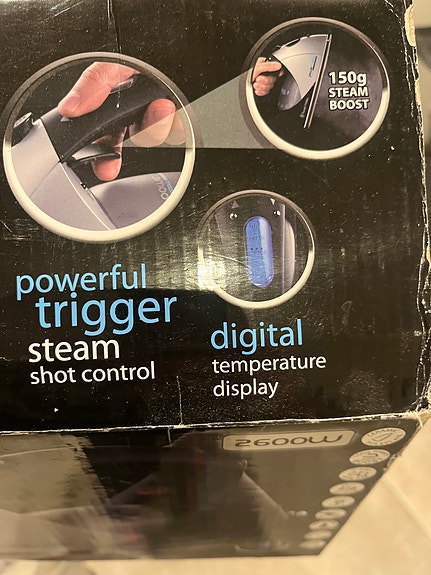 150g
STEAM
BOOST
powerful
trigger
steam
shot control
digital
temperature
display
2600W